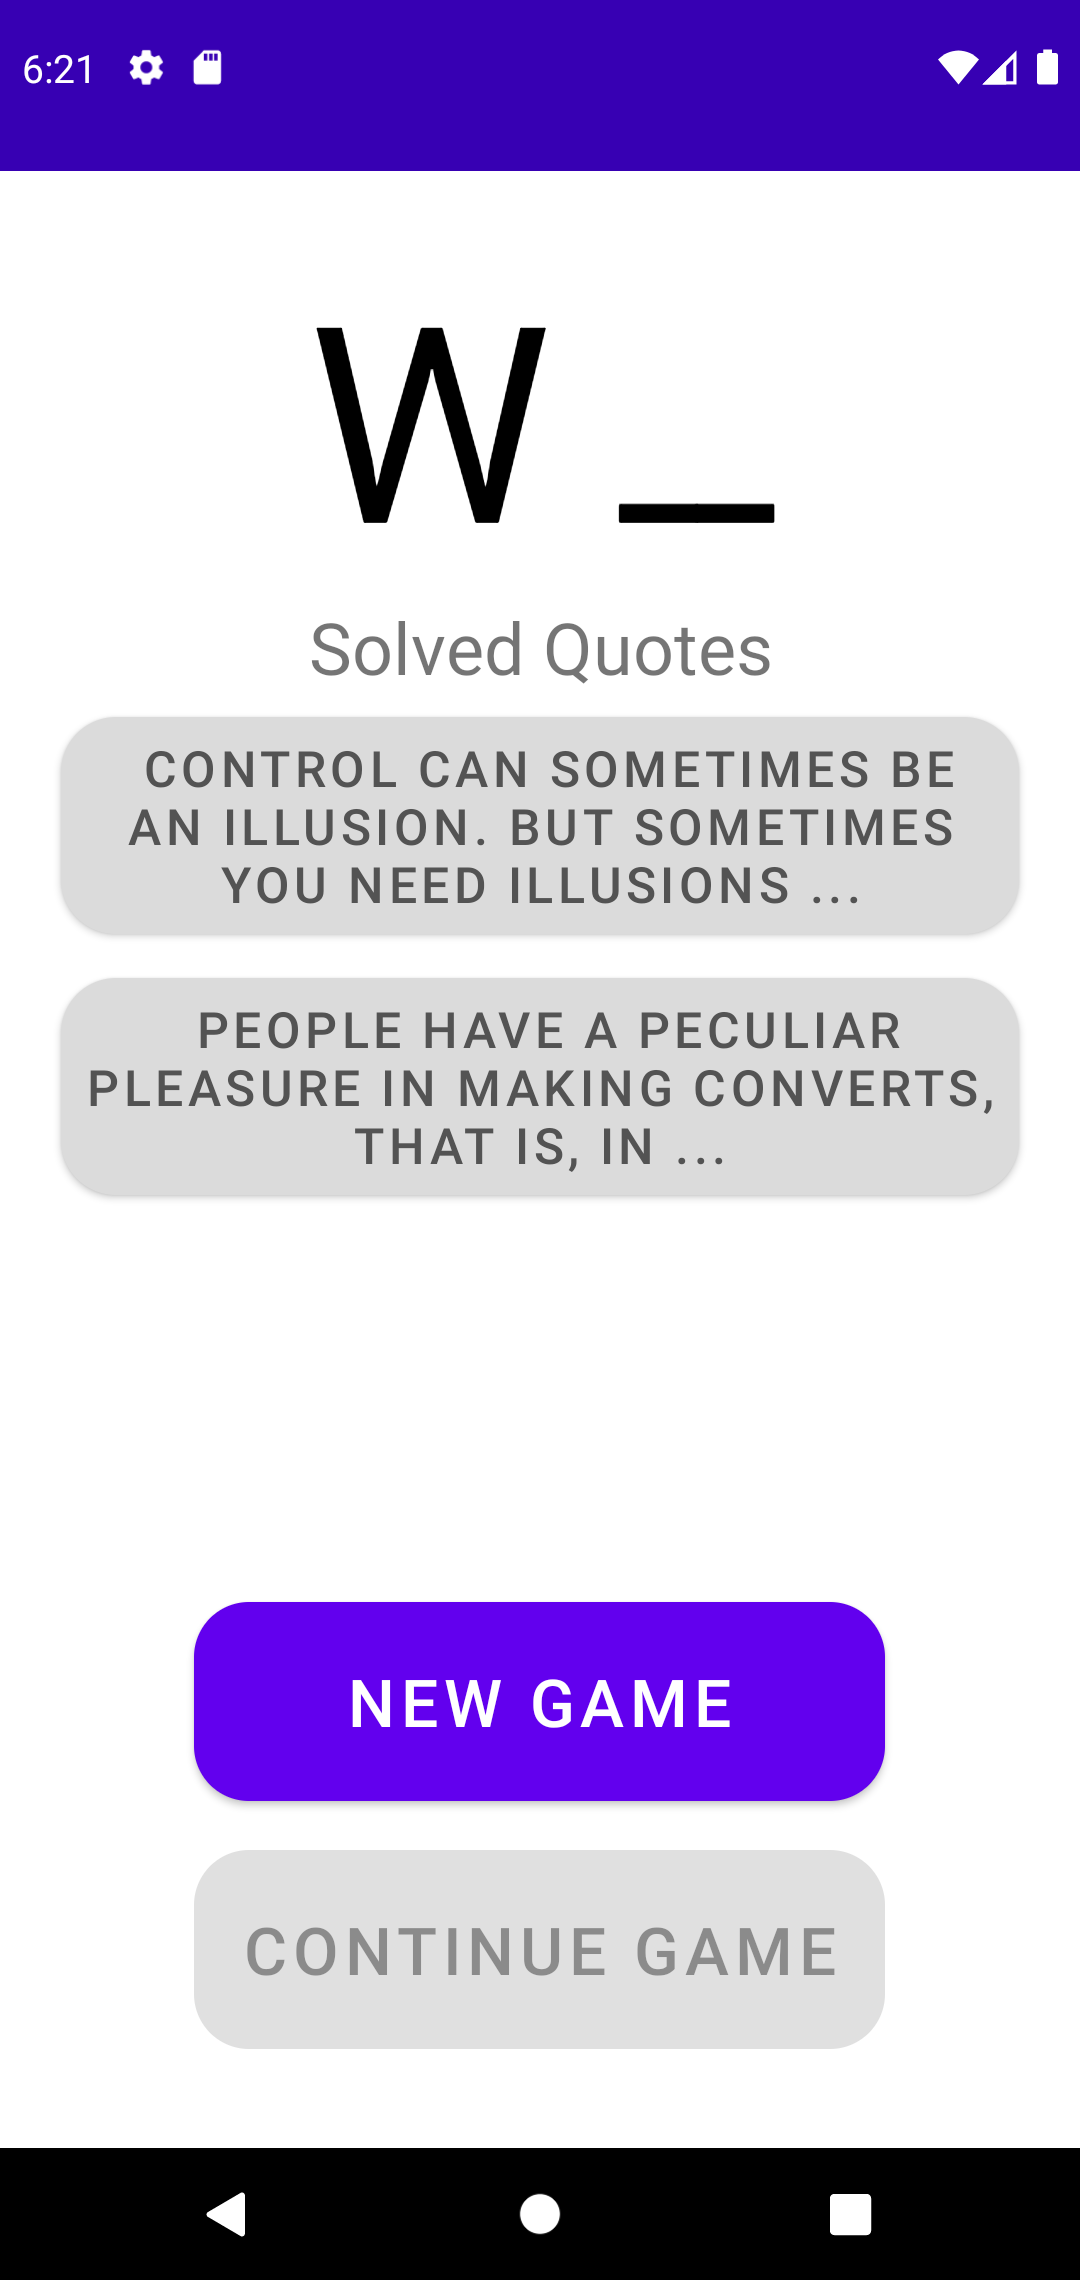 6:21
W __
Solved Quotes
CONTROL CAN SOMETIMES BE
AN ILLUSION. BUT SOMETIMES
YOU NEED ILLUSIONS ...
PEOPLE HAVE A PECULIAR
PLEASURE IN MAKING CONVERTS,
THAT IS, IN ...
NEW GAME
CONTINUE GAME